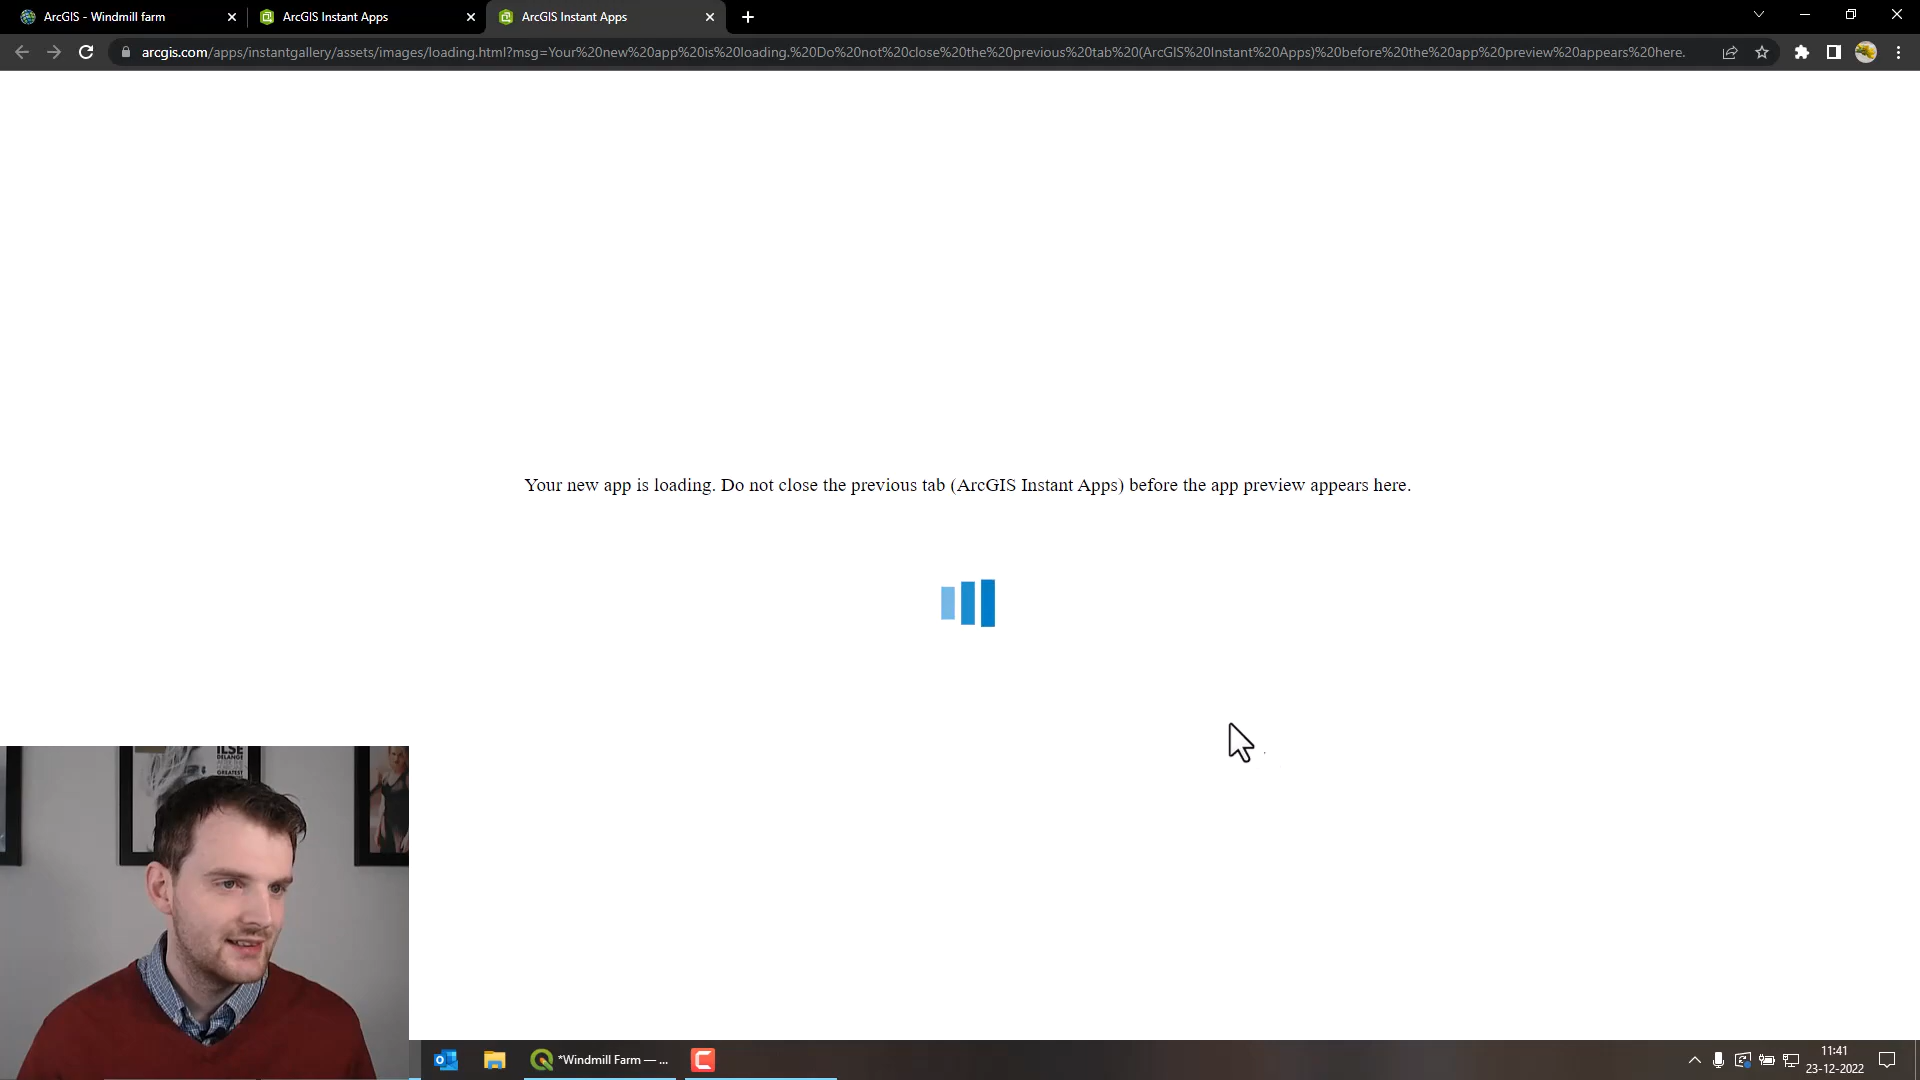 ArcGIS - Windmill farm
ArcGIS Instant Apps
ArcGIS Instant Apps
arcgis.com/apps/instantgallery/assets/images/loading.html?msg=Your%20new%20app%20is%20loading.%20Do%20not%20close%20the%20previous%20tab%20(ArcGIS%20Instant%20Apps)%20before%20the%20app%20preview%20appears%20here.
Your new app is loading. Do not close the previous tab (ArcGIS Instant Apps) before the app preview appears here.
ILSE
DELANGE
GREATEST
*Windmill Farm — ...
11:41
23-12-2022